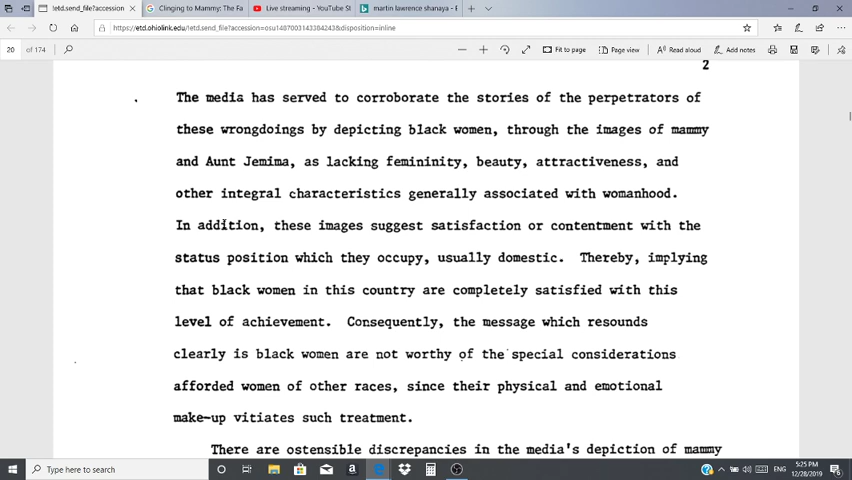 !etd.send_file?accession
Clinging to Mammy: The Fa
Live streaming - YouTube St
martin lawrence shanaya - B
https://etd.ohiolink.edu/!etd.send_file?accession=osu1487003143384243&disposition=inline
20 of 174
Fit to page
Page view
Read aloud
Add notes
2
The media has served to corroborate the stories of the perpetrators of
these wrongdoings by depicting black women, through the images of mammy
and Aunt Jemima, as lacking femininity, beauty, attractiveness, and
other integral characteristics generally associated with womanhood.
In addition, these images suggest satisfaction or contentment with the
status position which they occupy, usually domestic. Thereby, implying
that black women in this country are completely satisfied with this
level of achievement. Consequently, the message which resounds
clearly is black women are not worthy of the special considerations
afforded women of other races, since their physical and emotional
make-up vitiates such treatment.
There are ostensible discrepancies in the media's depiction of mammy
Type here to search
ENG
5:25 PM
12/28/2019